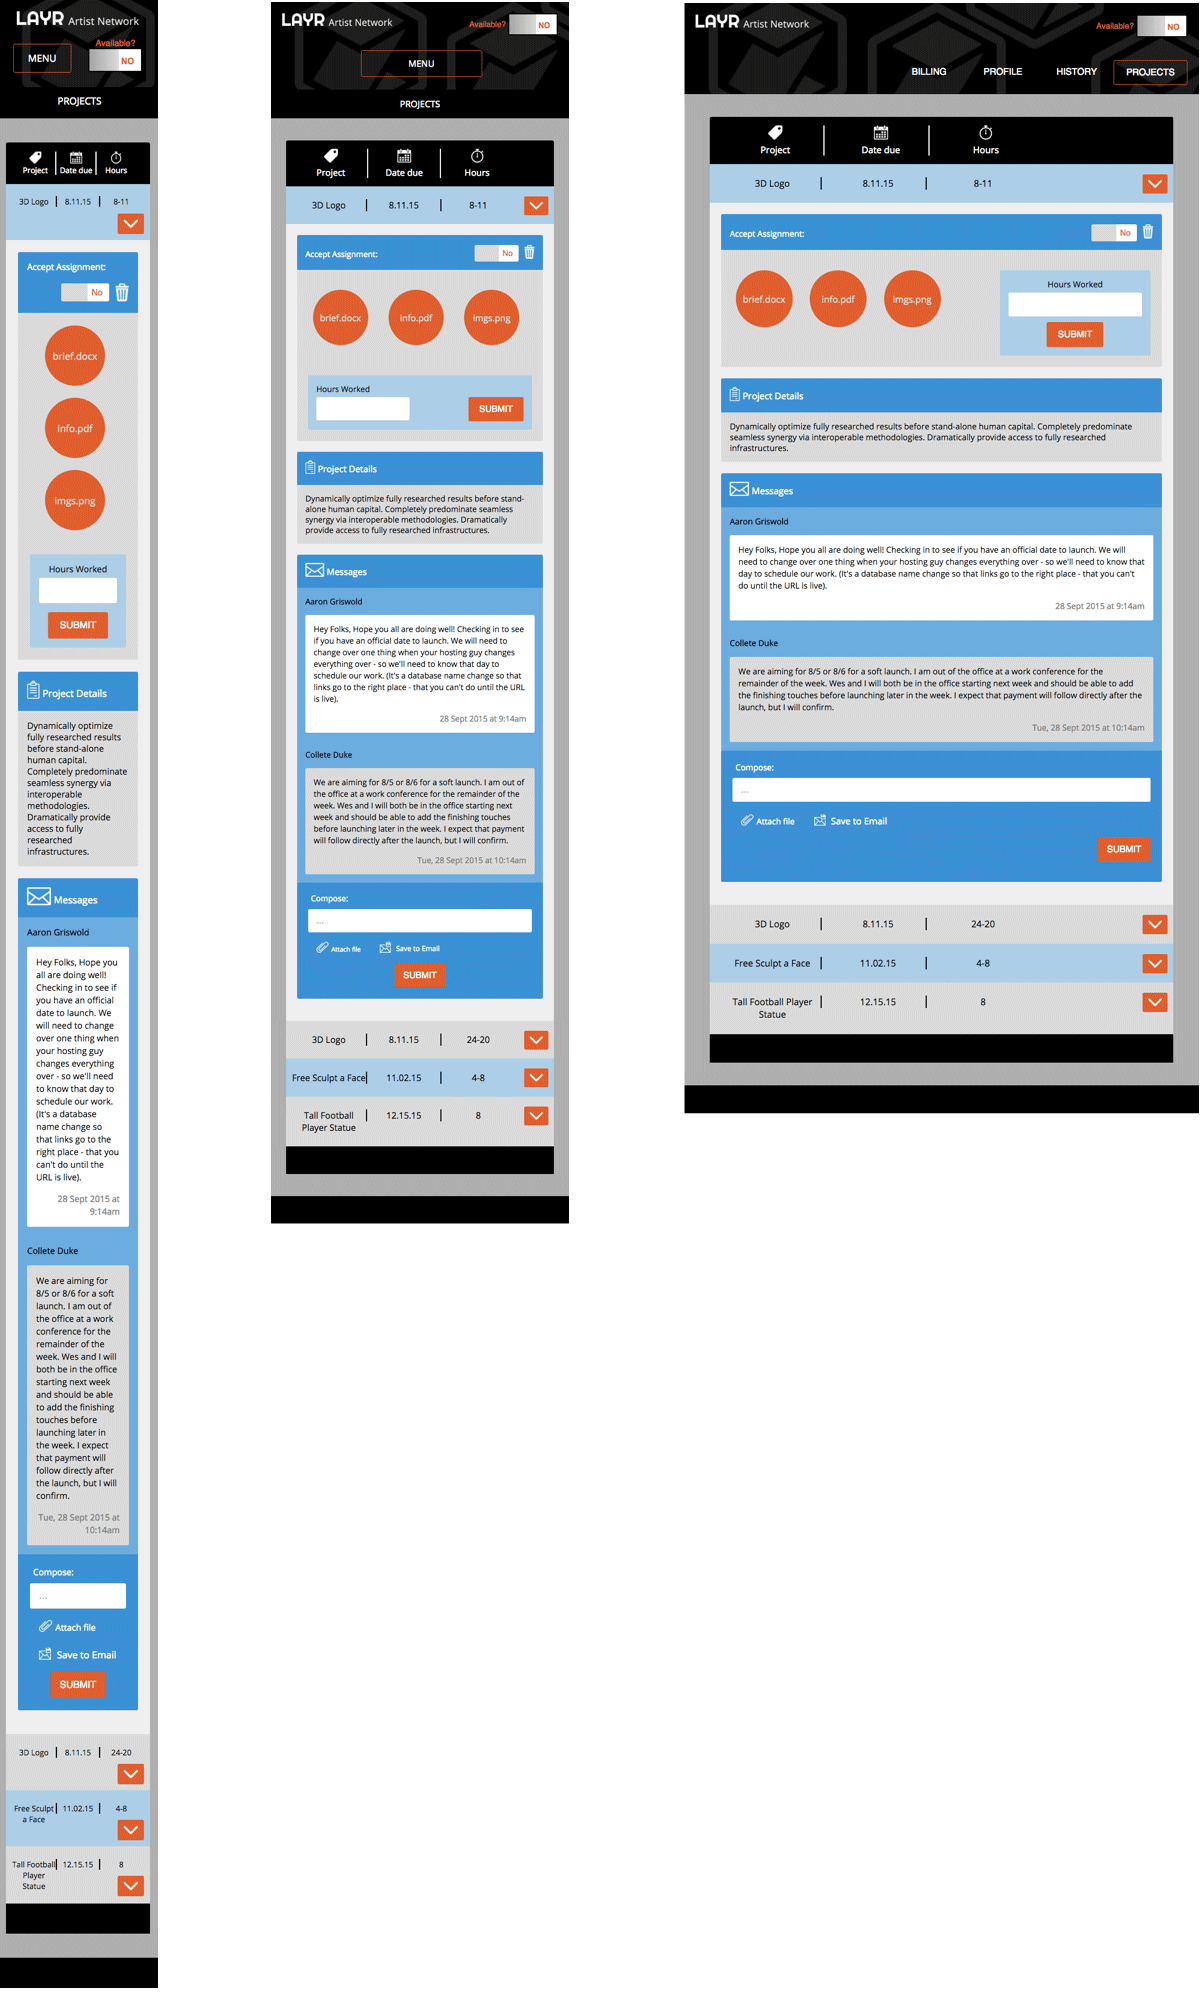 LAYR Artist Network
Available?
MENU
NO
PROJECTS
Project
Date due
Hours
3D Logo
8.11.15
8-11
Accept Assignment:
No
brief.docx
info.pdf
imgs.png
Hours Worked
SUBMIT
Project Details
Dynamically optimize
fully researched results
before stand-alone
human capital.
Completely predominate
seamless synergy via
interoperable
methodologies.
Dramatically provide
access to fully
researched
infrastructures.
Messages
Aaron Griswold
Hey Folks, Hope you
all are doing well!
Checking in to see
if you have an official
date to launch. We
will need to change
over one thing when
your hosting guy
changes everything
over - so we'll need
to know that day to
schedule our work.
(It's a database
name change so
that links go to the
right place - that you
can't do until the
URL is live).
28 Sept 2015 at
9:14am
Collete Duke
We are aiming for
8/5 or 8/6 for a soft
launch. I am out of
the office at a work
conference for the
remainder of the
week. Wes and I will
both be in the office
starting next week
and should be able
to add the finishing
touches before
launching later in
the week. I expect
that payment will
follow directly after
the launch, but I will
confirm.
Tue, 28 Sept 2015 at
10:14am
Compose:
...
Attach file
Save to Email
SUBMIT
3D Logo
8.11.15
24-20
Free Sculpt
a Face
11.02.15
4-8
Tall Football
Player
Statue
12.15.15
8
LAYR Artist Network
Available?
NO
MENU
PROJECTS
Project
Date due
Hours
3D Logo
8.11.15
8-11
Accept Assignment:
No
brief.docx
info.pdf
imgs.png
Hours Worked
SUBMIT
Project Details
Dynamically optimize fully researched results before stand-
alone human capital. Completely predominate seamless
synergy via interoperable methodologies. Dramatically
provide access to fully researched infrastructures.
Messages
Aaron Griswold
Hey Folks, Hope you all are doing well! Checking in to see
if you have an official date to launch. We will need to
change over one thing when your hosting guy changes
everything over - so we'll need to know that day to
schedule our work. (It's a database name change so that
links go to the right place - that you can't do until the URL
is live).
28 Sept 2015 at 9:14am
Collete Duke
We are aiming for 8/5 or 8/6 for a soft launch. I am out of
the office at a work conference for the remainder of the
week. Wes and I will both be in the office starting next
week and should be able to add the finishing touches
before launching later in the week. I expect that payment
will follow directly after the launch, but I will confirm.
Tue, 28 Sept 2015 at 10:14am
Compose:
...
Attach file
Save to Email
SUBMIT
3D Logo
8.11.15
24-20
Free Sculpt a Face
11.02.15
4-8
Tall Football
Player Statue
12.15.15
8
LAYR Artist Network
Available?
NO
BILLING
PROFILE
HISTORY
PROJECTS
Project
Date due
Hours
3D Logo
8.11.15
8-11
Accept Assignment:
No
brief.docx
info.pdf
imgs.png
Hours Worked
SUBMIT
Project Details
Dynamically optimize fully researched results before stand-alone human capital. Completely predominate
seamless synergy via interoperable methodologies. Dramatically provide access to fully researched
infrastructures.
Messages
Aaron Griswold
Hey Folks, Hope you all are doing well! Checking in to see if you have an official date to launch. We will
need to change over one thing when your hosting guy changes everything over - so we'll need to know that
day to schedule our work. (It's a database name change so that links go to the right place - that you can't
do until the URL is live).
28 Sept 2015 at 9:14am
Collete Duke
We are aiming for 8/5 or 8/6 for a soft launch. I am out of the office at a work conference for the
remainder of the week. Wes and I will both be in the office starting next week and should be able to add
the finishing touches before launching later in the week. I expect that payment will follow directly after the
launch, but I will confirm.
Tue, 28 Sept 2015 at 10:14am
Compose:
...
Attach file
Save to Email
SUBMIT
3D Logo
8.11.15
24-20
Free Sculpt a Face
11.02.15
4-8
Tall Football Player
Statue
12.15.15
8